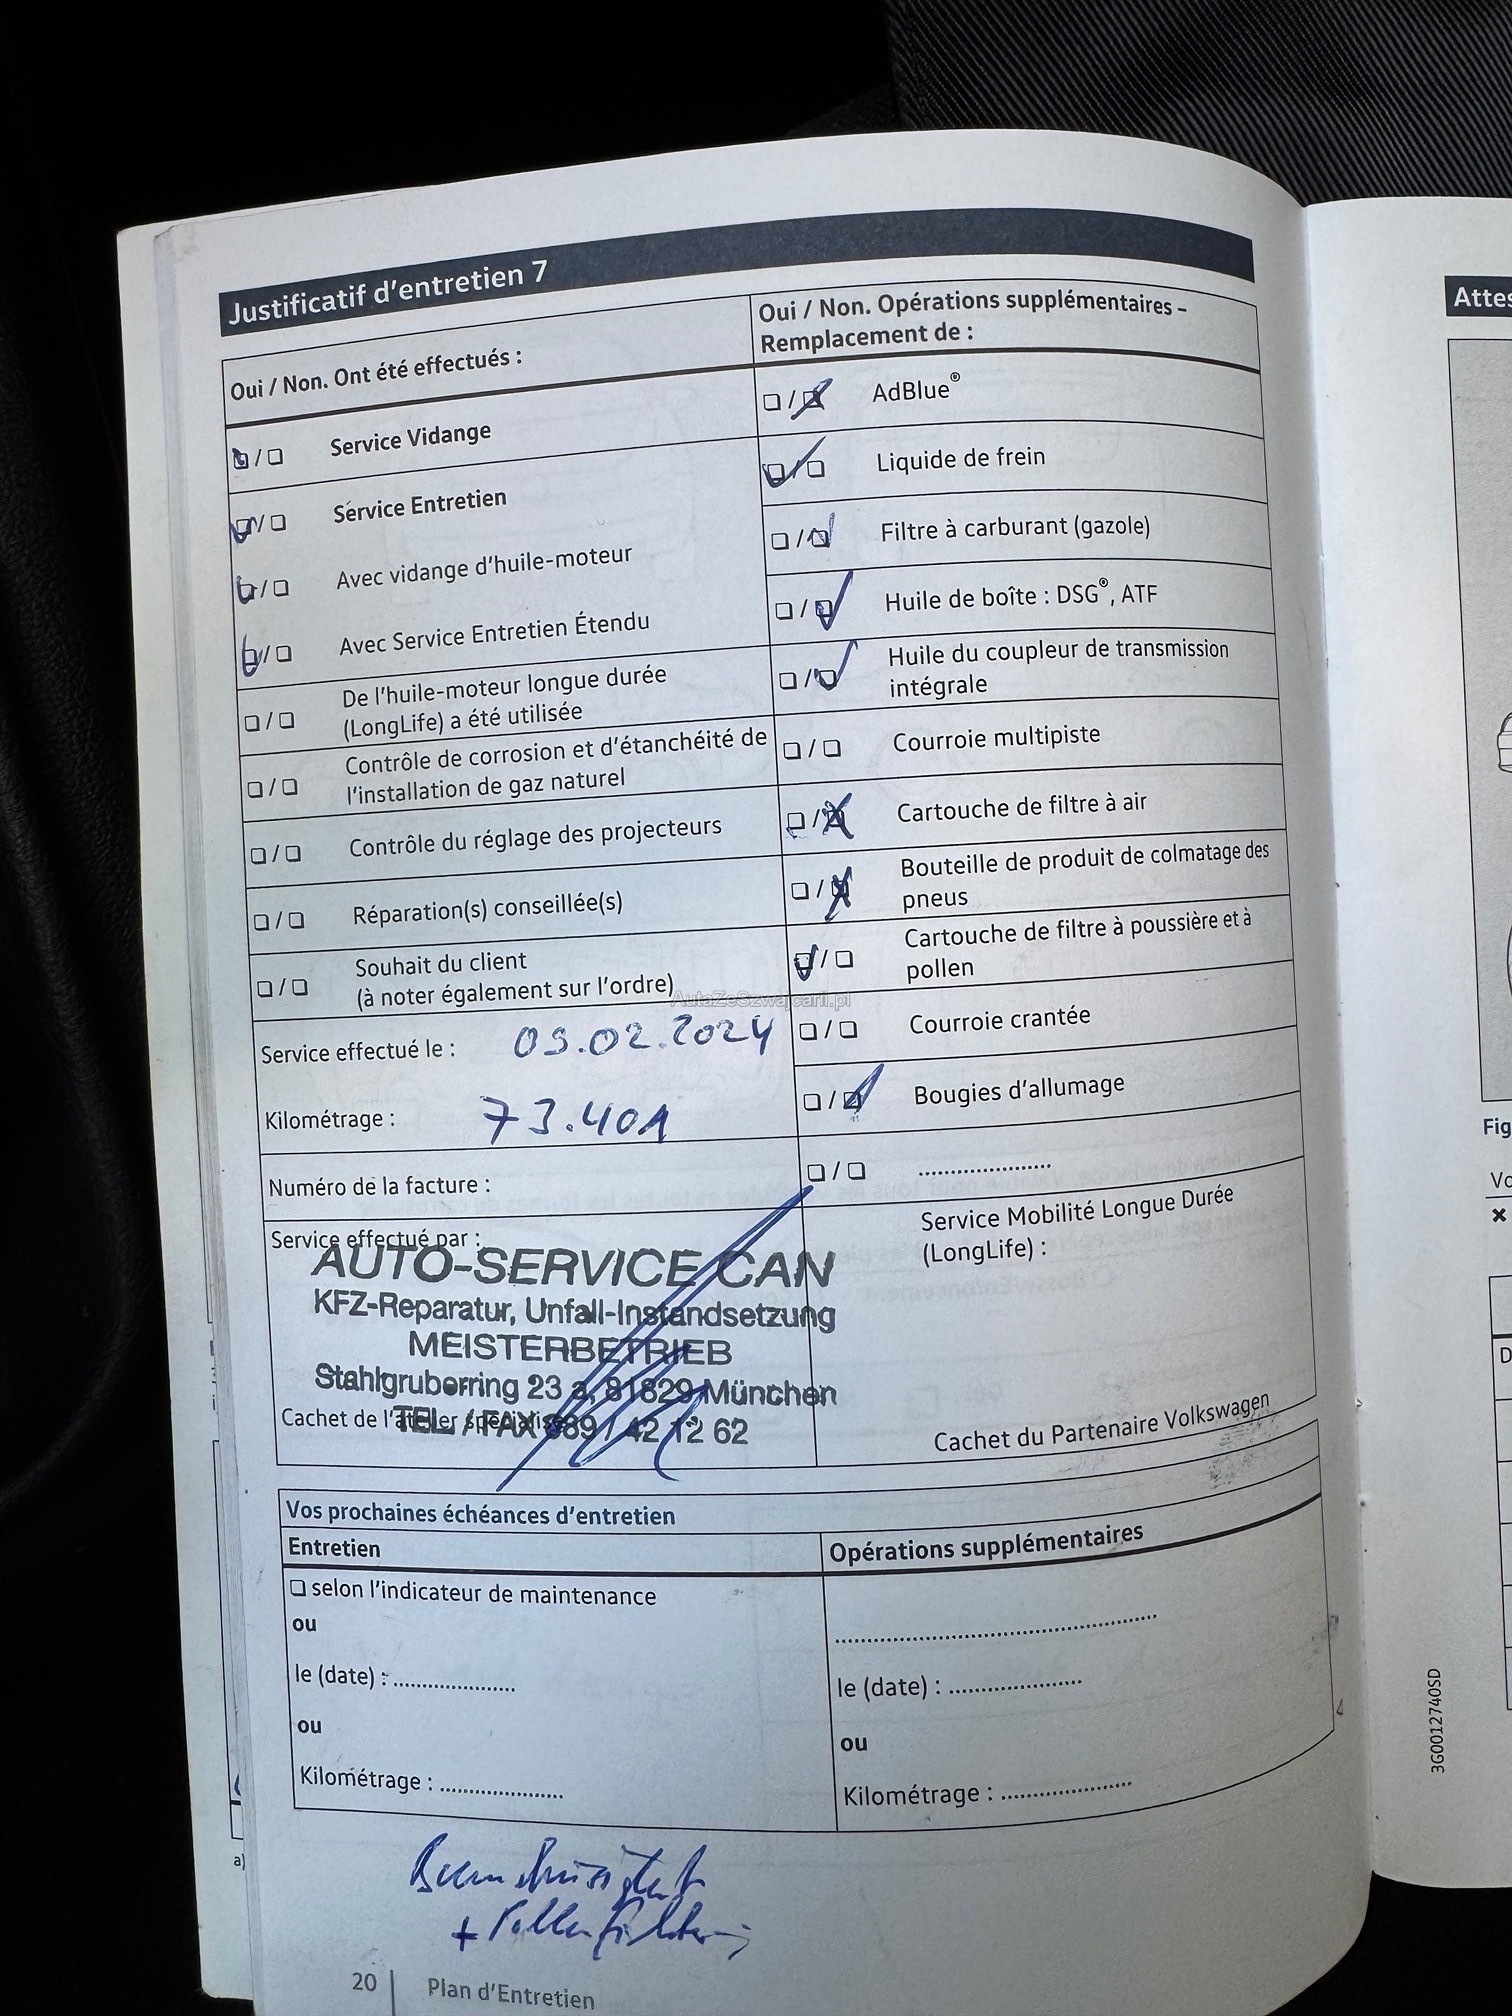 Justificatif d'entretien 7
Oui / Non. Ont été effectués :
❏ / ❏ Service Vidange
❏ / ❏ Service Entretien
❏ / ❏ Avec vidange d'huile-moteur
❏ / ❏ Avec Service Entretien Étendu
❏ / ❏ De l'huile-moteur longue durée
(LongLife) a été utilisée
❏ / ❏ Contrôle de corrosion et d'étanchéité de
l'installation de gaz naturel
❏ / ❏ Contrôle du réglage des projecteurs
❏ / ❏ Réparation(s) conseillée(s)
❏ / ❏ Souhait du client
(à noter également sur l'ordre)
Service effectué le : 09.02.2024
Kilométrage : 73.401
Numéro de la facture :
Service effectué par :
AUTO-SERVICE CAN
KFZ-Reparatur, Unfall-Instandsetzung
MEISTERBETRIEB
Stahlgruberring 23 a, 81829 München
TEL / FAX 089 / 42 12 62
Cachet de l'atelier spécialisé
Oui / Non. Opérations supplémentaires –
Remplacement de :
❏ / ❏ AdBlue®
❏ / ❏ Liquide de frein
❏ / ❏ Filtre à carburant (gazole)
❏ / ❏ Huile de boîte : DSG®, ATF
❏ / ❏ Huile du coupleur de transmission
intégrale
❏ / ❏ Courroie multipiste
❏ / ❏ Cartouche de filtre à air
❏ / ❏ Bouteille de produit de colmatage des
pneus
❏ / ❏ Cartouche de filtre à poussière et à
pollen
❏ / ❏ Courroie crantée
❏ / ❏ Bougies d'allumage
❏ / ❏ ......................
Service Mobilité Longue Durée
(LongLife) :
Cachet du Partenaire Volkswagen
AutaZeSzwajcarii.pl
Vos prochaines échéances d'entretien
Entretien
❏ selon l'indicateur de maintenance
ou
le (date) : ....................
ou
Kilométrage : ....................
Opérations supplémentaires
..................................................
le (date) : ......................
ou
Kilométrage : ......................
+ Pollenfilter
20 Plan d'Entretien
a)
Attes
Fig
Vo
✖
D
3G0012740SD